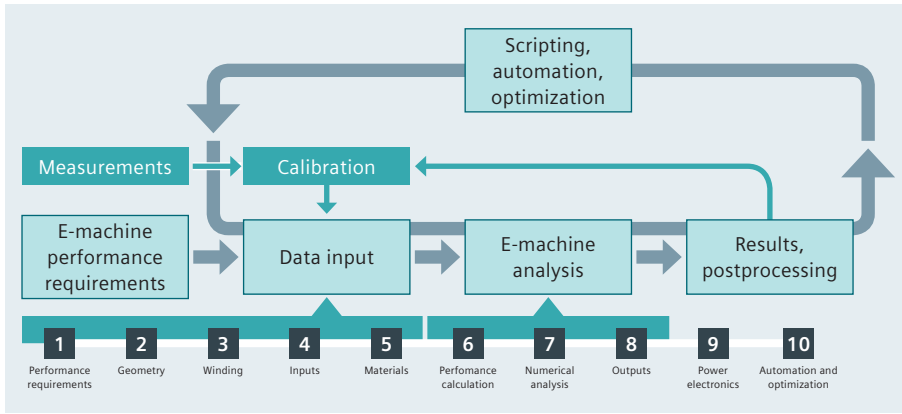 Scripting,
automation,
optimization
Measurements
Calibration
E-machine
performance
requirements
Data input
E-machine
analysis
Results,
postprocessing
1
2
3
4
5
6
7
8
9
10
Performance
requirements
Geometry
Winding
Inputs
Materials
Perfomance
calculation
Numerical
analysis
Outputs
Power
electronics
Automation and
optimization